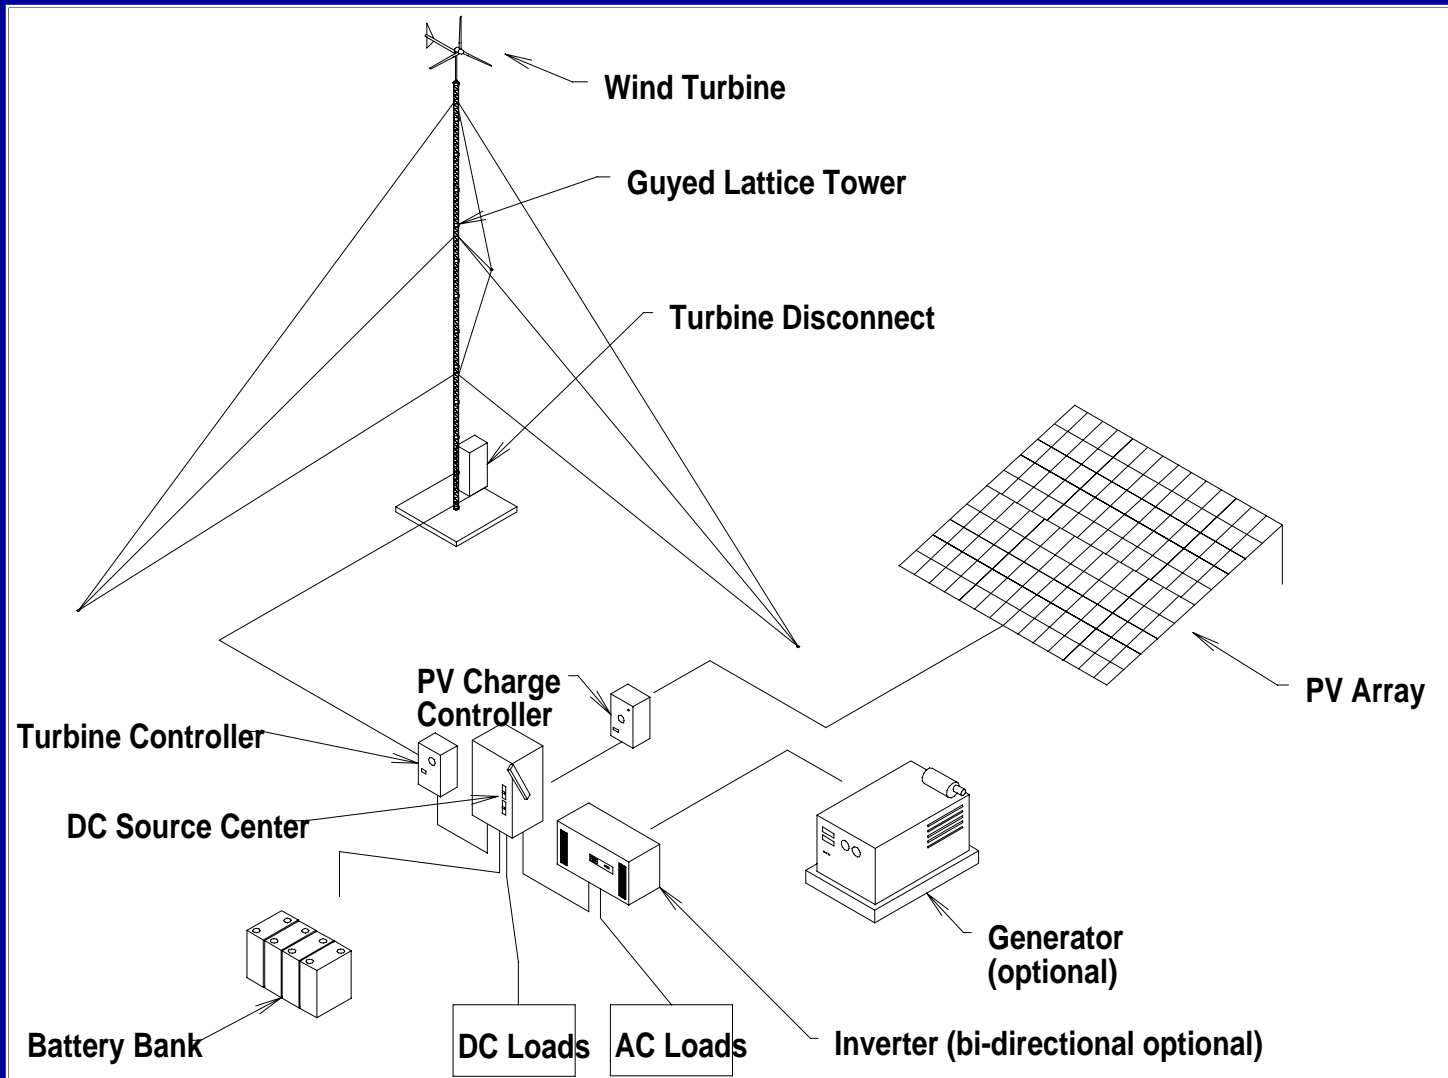 Wind Turbine
Guyed Lattice Tower
Turbine Disconnect
PV Array
PV Charge
Controller
Turbine Controller
DC Source Center
Generator
(optional)
Battery Bank
DC Loads
AC Loads
Inverter (bi-directional optional)